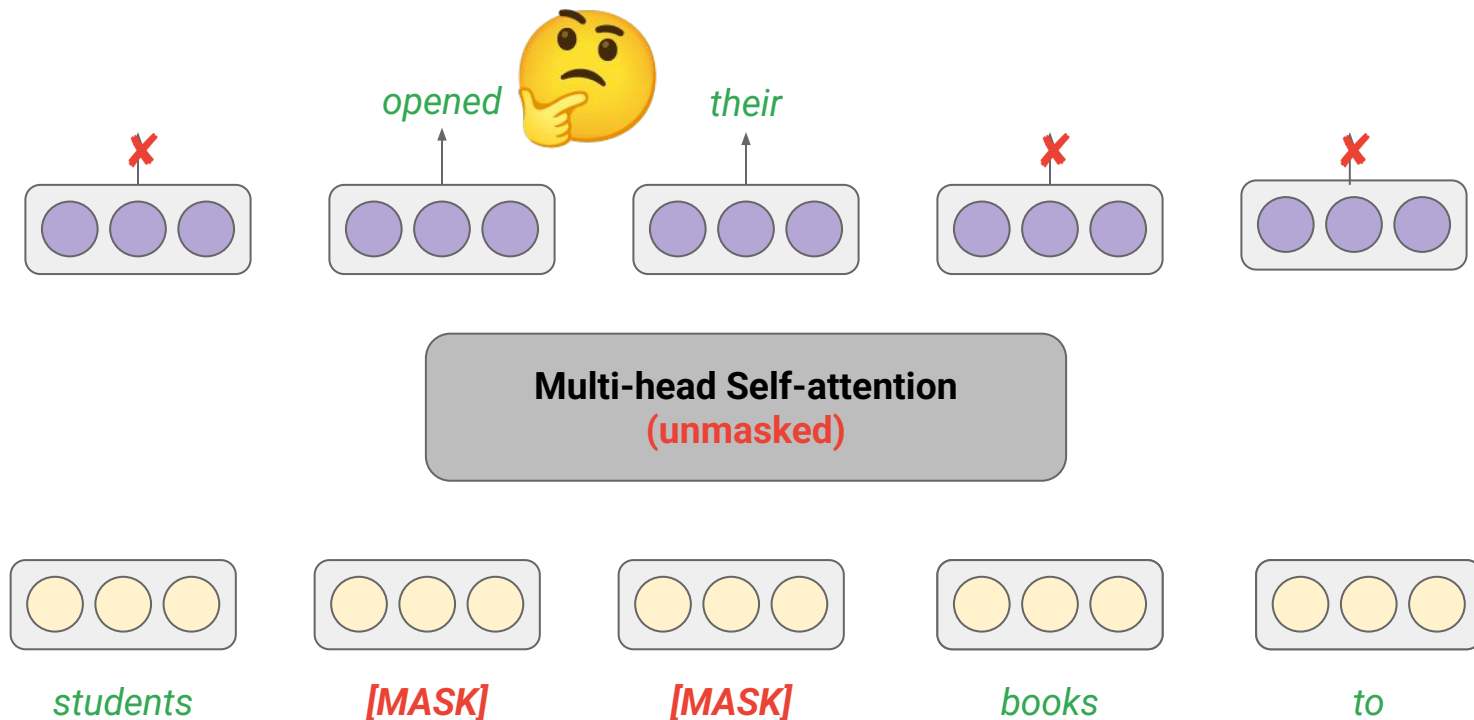 opened their
Multi-head Self-attention
(unmasked)
students [MASK] [MASK] books to